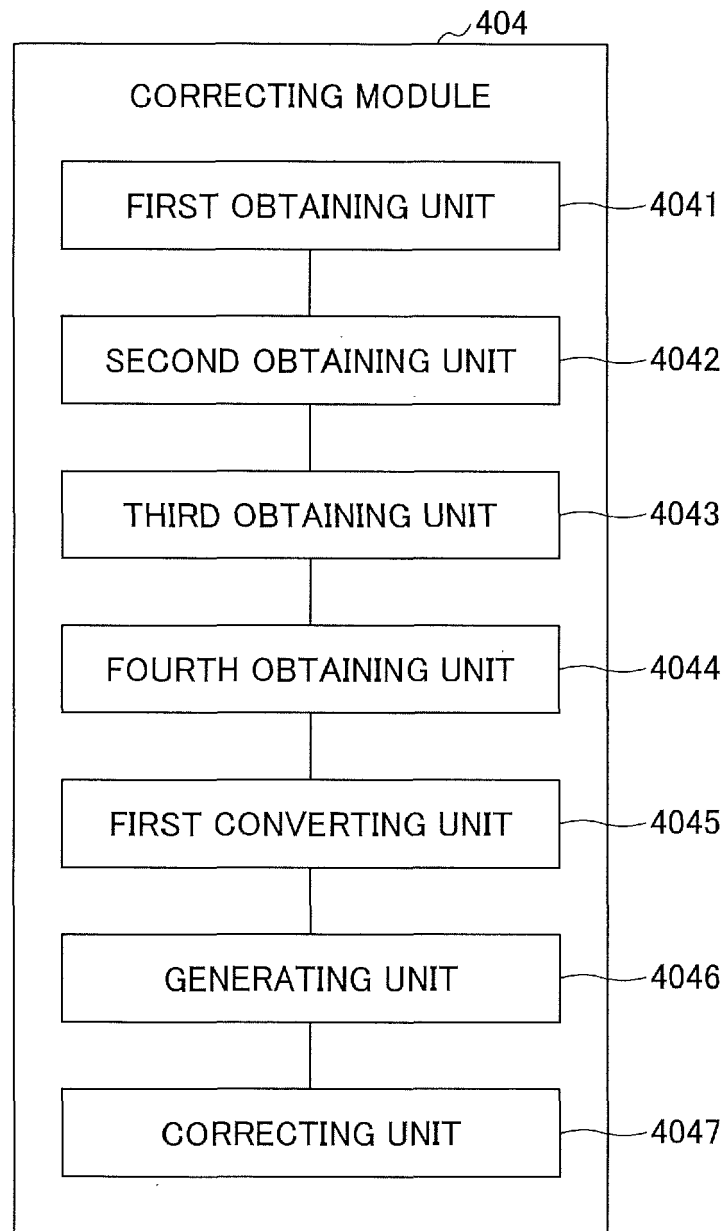 404
CORRECTING MODULE
FIRST OBTAINING UNIT 4041
SECOND OBTAINING UNIT 4042
THIRD OBTAINING UNIT 4043
FOURTH OBTAINING UNIT 4044
FIRST CONVERTING UNIT 4045
GENERATING UNIT 4046
CORRECTING UNIT 4047